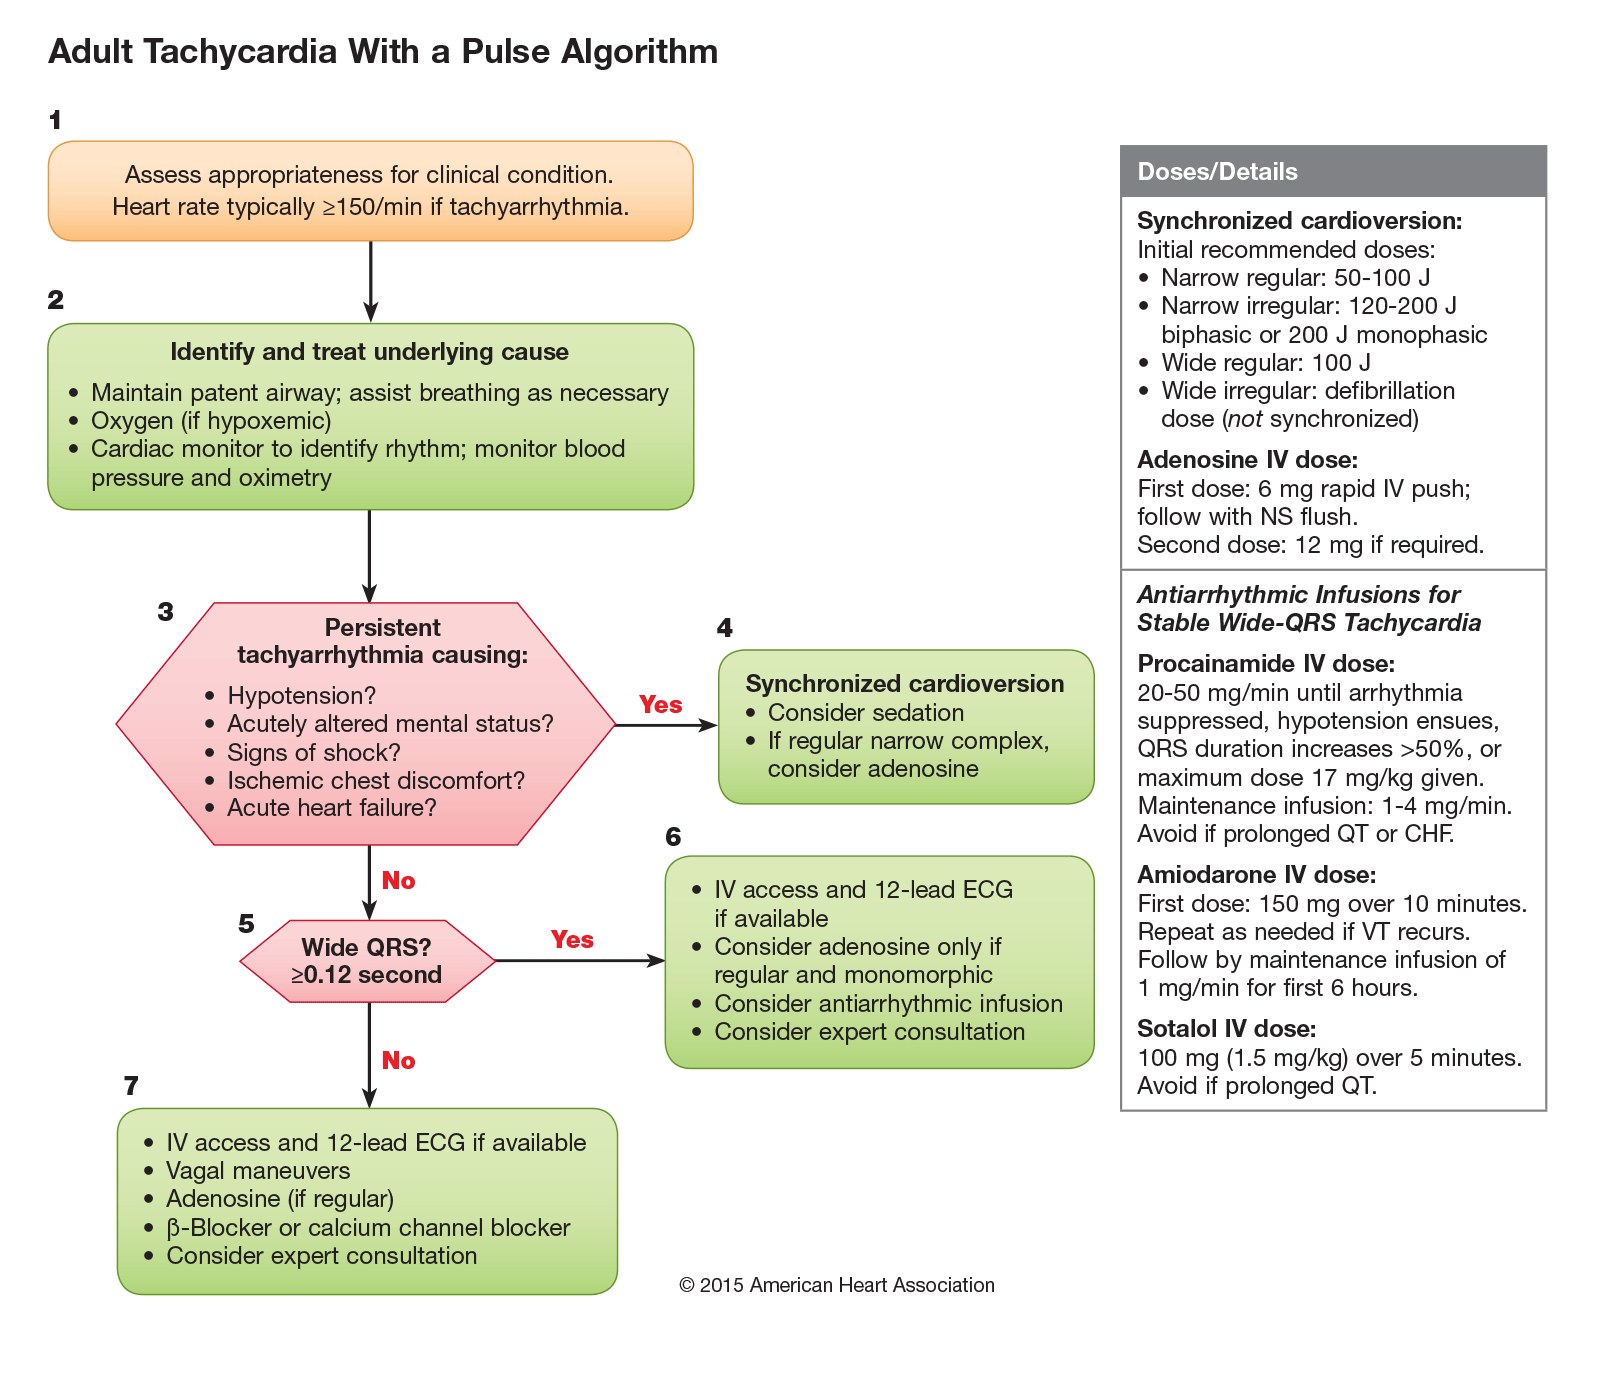 Adult Tachycardia With a Pulse Algorithm
1
Assess appropriateness for clinical condition.
Heart rate typically ≥150/min if tachyarrhythmia.
2
Identify and treat underlying cause
• Maintain patent airway; assist breathing as necessary
• Oxygen (if hypoxemic)
• Cardiac monitor to identify rhythm; monitor blood
pressure and oximetry
3
Persistent
tachyarrhythmia causing:
• Hypotension?
• Acutely altered mental status?
• Signs of shock?
• Ischemic chest discomfort?
• Acute heart failure?
Yes
4
Synchronized cardioversion
• Consider sedation
• If regular narrow complex,
consider adenosine
No
5
Wide QRS?
≥0.12 second
Yes
6
• IV access and 12-lead ECG
if available
• Consider adenosine only if
regular and monomorphic
• Consider antiarrhythmic infusion
• Consider expert consultation
No
7
• IV access and 12-lead ECG if available
• Vagal maneuvers
• Adenosine (if regular)
• β-Blocker or calcium channel blocker
• Consider expert consultation
Doses/Details
Synchronized cardioversion:
Initial recommended doses:
• Narrow regular: 50-100 J
• Narrow irregular: 120-200 J
biphasic or 200 J monophasic
• Wide regular: 100 J
• Wide irregular: defibrillation
dose (not synchronized)
Adenosine IV dose:
First dose: 6 mg rapid IV push;
follow with NS flush.
Second dose: 12 mg if required.
Antiarrhythmic Infusions for
Stable Wide-QRS Tachycardia
Procainamide IV dose:
20-50 mg/min until arrhythmia
suppressed, hypotension ensues,
QRS duration increases >50%, or
maximum dose 17 mg/kg given.
Maintenance infusion: 1-4 mg/min.
Avoid if prolonged QT or CHF.
Amiodarone IV dose:
First dose: 150 mg over 10 minutes.
Repeat as needed if VT recurs.
Follow by maintenance infusion of
1 mg/min for first 6 hours.
Sotalol IV dose:
100 mg (1.5 mg/kg) over 5 minutes.
Avoid if prolonged QT.
© 2015 American Heart Association